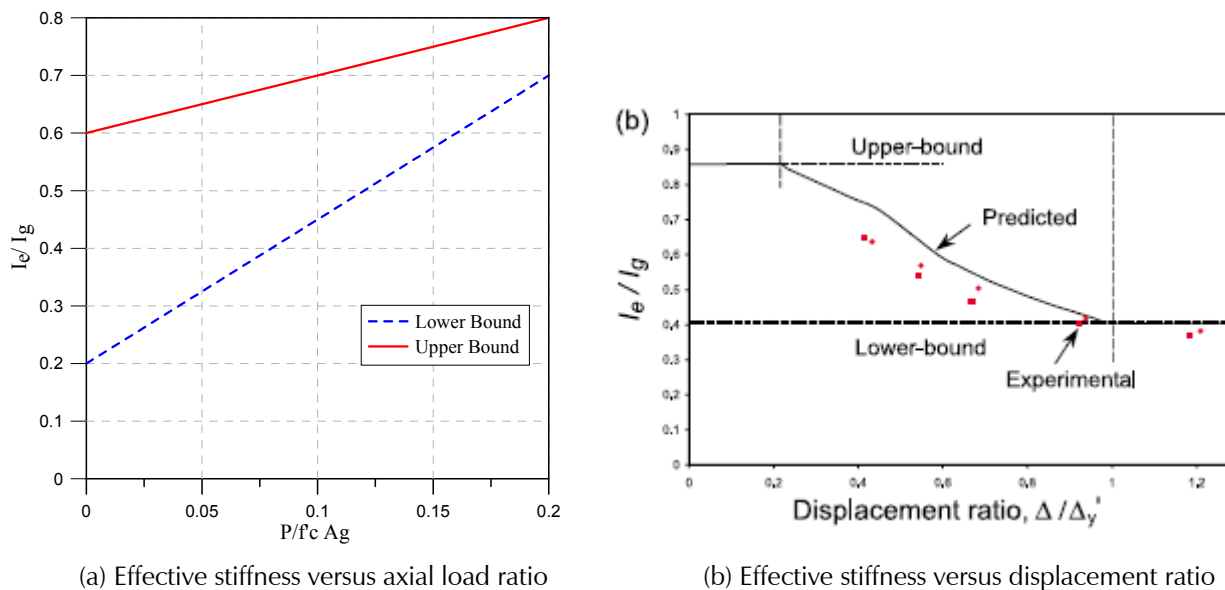 0.8
0.7
0.6
0.5
0.4
0.3
0.2
0.1
0
Ie/ Ig
Lower Bound
Upper Bound
0 0.05 0.1 0.15 0.2
P/f'c Ag
(a) Effective stiffness versus axial load ratio
(b)
1
0.9
0.8
0.7
0.6
0.5
0.4
0.3
0.2
0.1
0
Ie / Ig
Upper-bound
Predicted
Lower-bound
Experimental
0 0.2 0.4 0.6 0.8 1 1.2
Displacement ratio, Δ/Δy'
(b) Effective stiffness versus displacement ratio